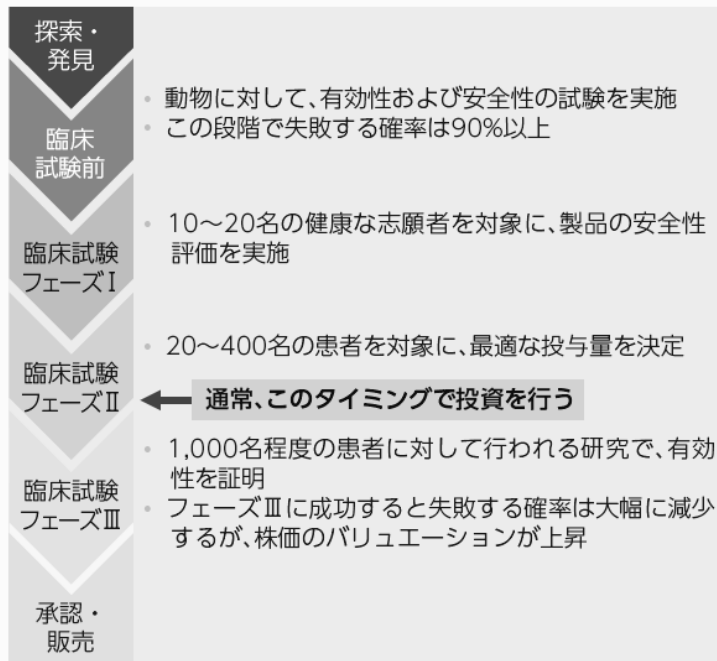 探索・
発見
• 動物に対して、有効性および安全性の試験を実施
• この段階で失敗する確率は90%以上
臨床
試験前
• 10～20名の健康な志願者を対象に、製品の安全性
評価を実施
臨床試験
フェーズⅠ
• 20～400名の患者を対象に、最適な投与量を決定
臨床試験
フェーズⅡ
通常、このタイミングで投資を行う
• 1,000名程度の患者に対して行われる研究で、有効
性を証明
• フェーズⅢに成功すると失敗する確率は大幅に減少
するが、株価のバリュエーションが上昇
臨床試験
フェーズⅢ
承認・
販売